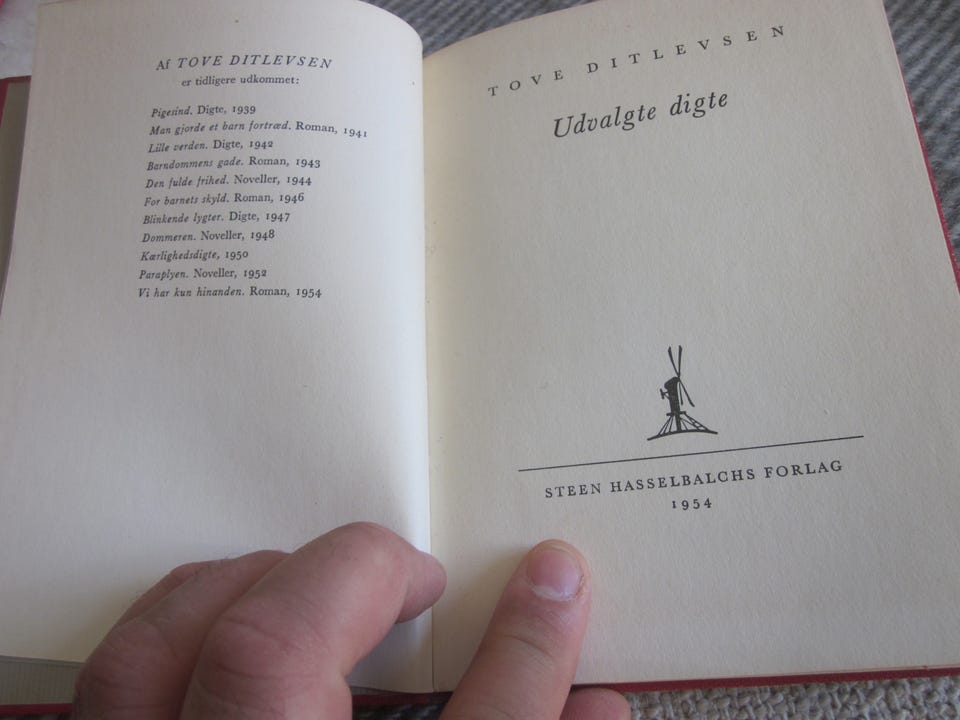 Af TOVE DITLEVSEN
er tidligere udkommet:
Pigesind. Digte, 1939
Man gjorde et barn fortræd. Roman, 1941
Lille verden. Digte, 1942
Barndommens gade. Roman, 1943
Den fulde frihed. Noveller, 1944
For barnets skyld. Roman, 1946
Blinkende lygter. Digte, 1947
Dommeren. Noveller, 1948
Kærlighedsdigte, 1950
Paraplyen. Noveller, 1952
Vi har kun hinanden. Roman, 1954
TOVE DITLEVSEN
Udvalgte digte
STEEN HASSELBALCHS FORLAG
1954